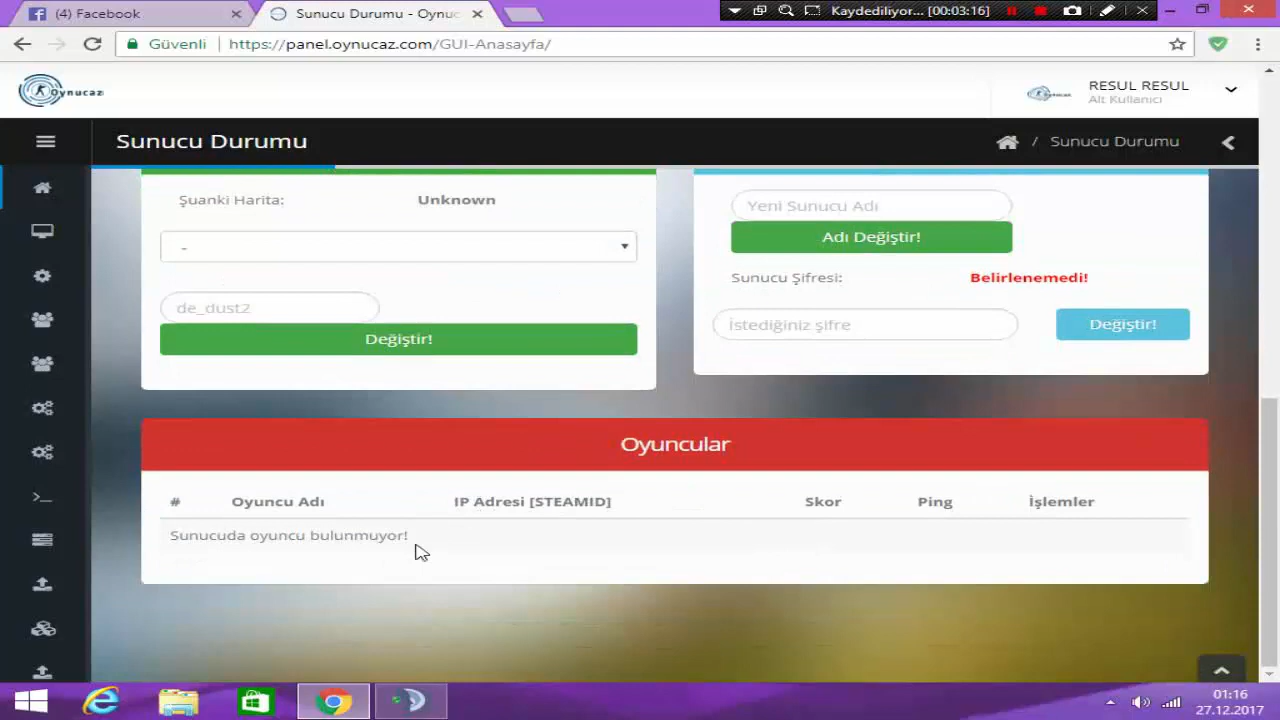 (4) Facebook
Sunucu Durumu - Oynuc
Kaydediliyor... [00:03:16]
Güvenli
https://panel.oynucaz.com/GUI-Anasayfa/
Oynucaz
RESUL RESUL
Alt Kullanıcı
Sunucu Durumu
/ Sunucu Durumu
Şuanki Harita:
Unknown
-
de_dust2
Değiştir!
Yeni Sunucu Adı
Adı Değiştir!
Sunucu Şifresi:
Belirlenemedi!
İstediğiniz şifre
Değiştir!
Oyuncular
# Oyuncu Adı IP Adresi [STEAMID] Skor Ping İşlemler
Sunucuda oyuncu bulunmuyor!
01:16
27.12.2017